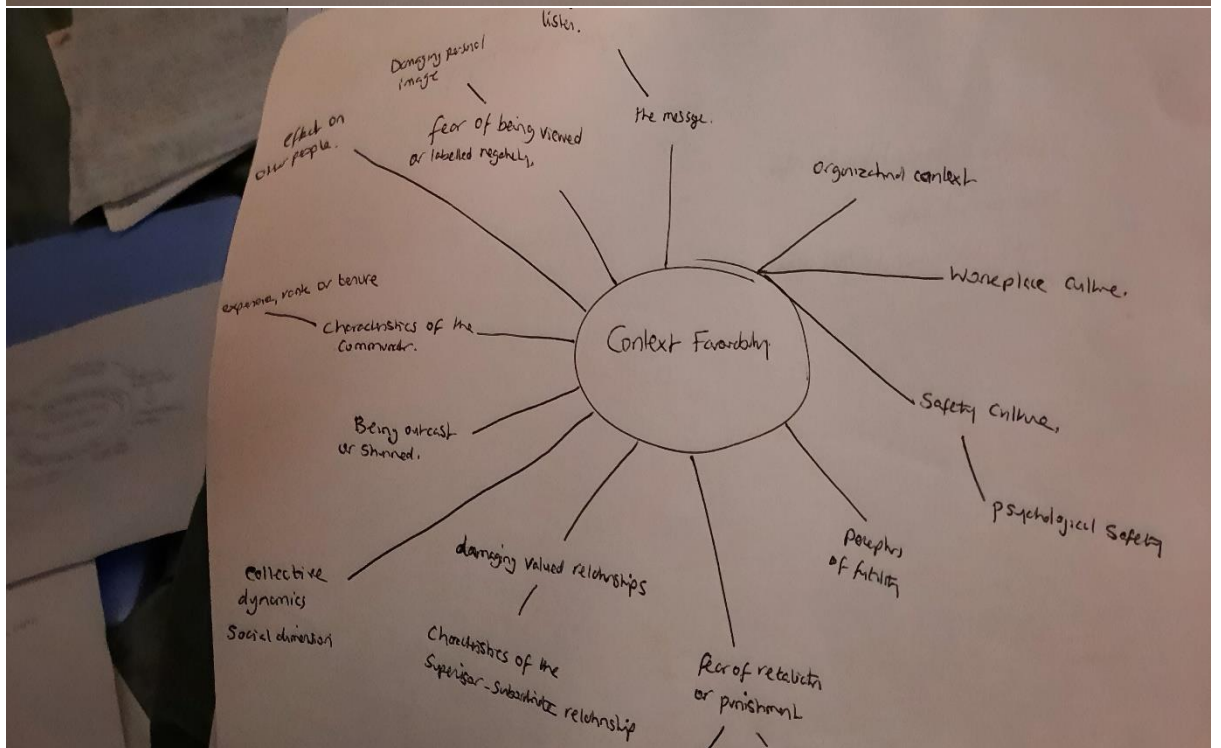 listen.
Damaging personal
image
the messge.
fear of being viewed
or labelled negatively,
effect on
other people.
organizational context
Workplace culture.
experience, rank or tenure
Characteristics of the
Context Favorability
Safety Culture,
Being outcast
or shunned.
psychological safety
of futility
damaging valued relationships
collective
dynamics
Social dimension
Characteristics of the
Supervisor-subordinate relationship
fear of retaliation
or punishment